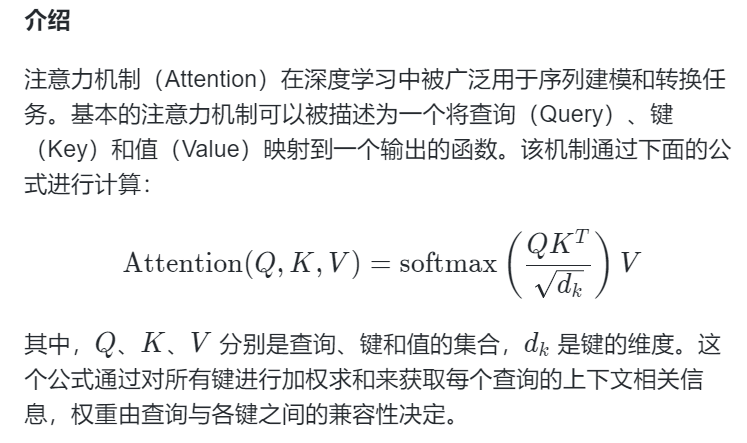 介绍
注意力机制（Attention）在深度学习中被广泛用于序列建模和转换任
务。基本的注意力机制可以被描述为一个将查询（Query）、键
（Key）和值（Value）映射到一个输出的函数。该机制通过下面的公
式进行计算：
Attention(Q, K, V) = softmax(QK^T / √d_k) V
其中，Q、K、V 分别是查询、键和值的集合，d_k 是键的维度。这
个公式通过对所有键进行加权求和来获取每个查询的上下文相关信
息，权重由查询与各键之间的兼容性决定。